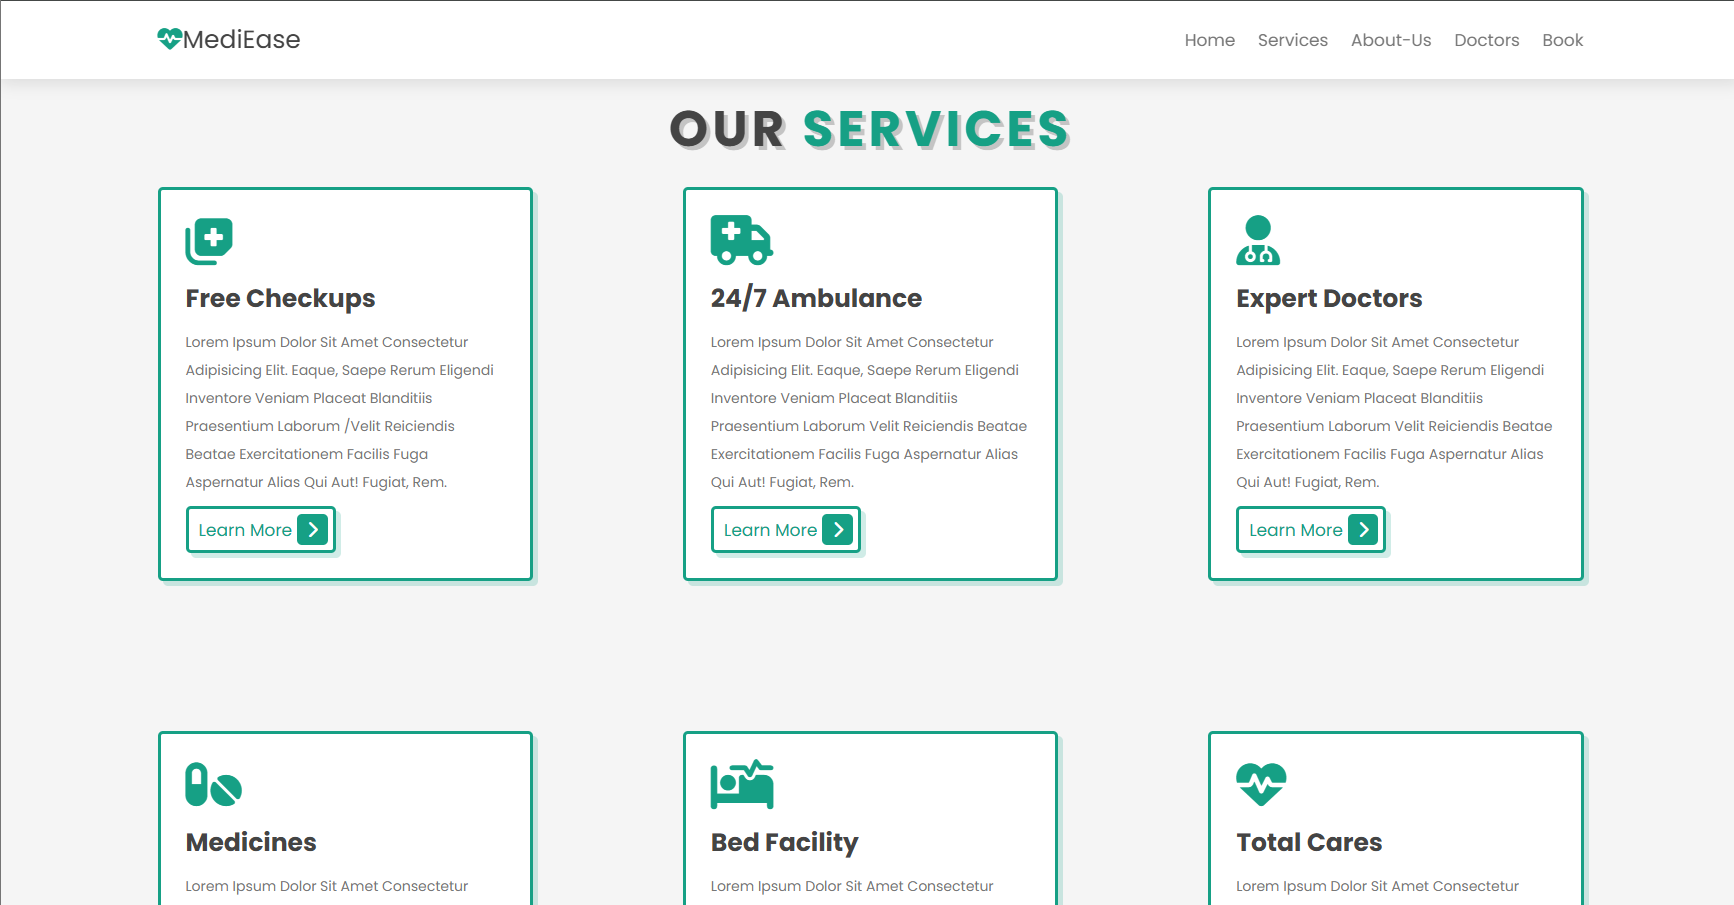 MediEase
Home Services About-Us Doctors Book
OUR SERVICES
Free Checkups
Lorem Ipsum Dolor Sit Amet Consectetur
Adipisicing Elit. Eaque, Saepe Rerum Eligendi
Inventore Veniam Placeat Blanditiis
Praesentium Laborum /Velit Reiciendis
Beatae Exercitationem Facilis Fuga
Aspernatur Alias Qui Aut! Fugiat, Rem.
Learn More
24/7 Ambulance
Lorem Ipsum Dolor Sit Amet Consectetur
Adipisicing Elit. Eaque, Saepe Rerum Eligendi
Inventore Veniam Placeat Blanditiis
Praesentium Laborum Velit Reiciendis Beatae
Exercitationem Facilis Fuga Aspernatur Alias
Qui Aut! Fugiat, Rem.
Learn More
Expert Doctors
Lorem Ipsum Dolor Sit Amet Consectetur
Adipisicing Elit. Eaque, Saepe Rerum Eligendi
Inventore Veniam Placeat Blanditiis
Praesentium Laborum Velit Reiciendis Beatae
Exercitationem Facilis Fuga Aspernatur Alias
Qui Aut! Fugiat, Rem.
Learn More
Medicines
Lorem Ipsum Dolor Sit Amet Consectetur
Bed Facility
Lorem Ipsum Dolor Sit Amet Consectetur
Total Cares
Lorem Ipsum Dolor Sit Amet Consectetur